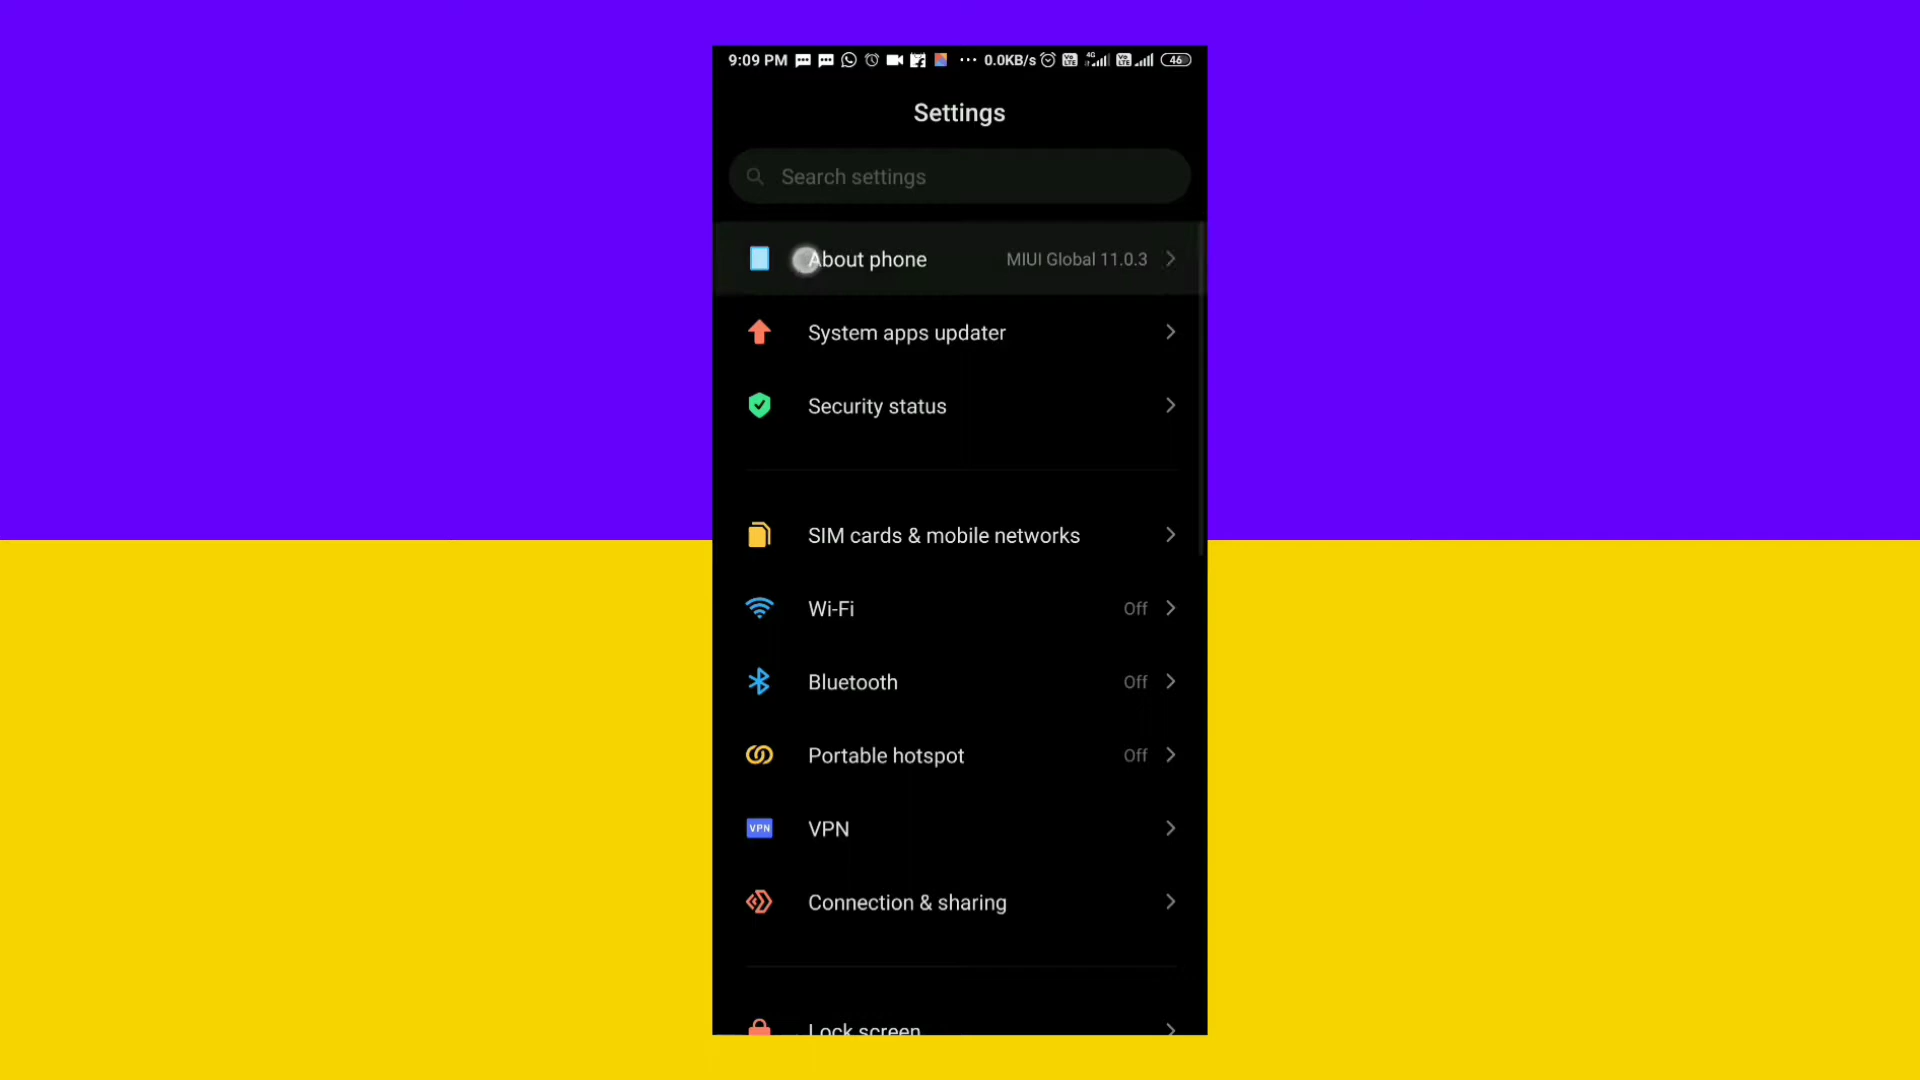 9:09 PM 0.0KB/s 4G 46
Settings
Search settings
About phone MIUI Global 11.0.3
System apps updater
Security status
SIM cards & mobile networks
Wi-Fi Off
Bluetooth Off
Portable hotspot Off
VPN VPN
Connection & sharing
Lock screen